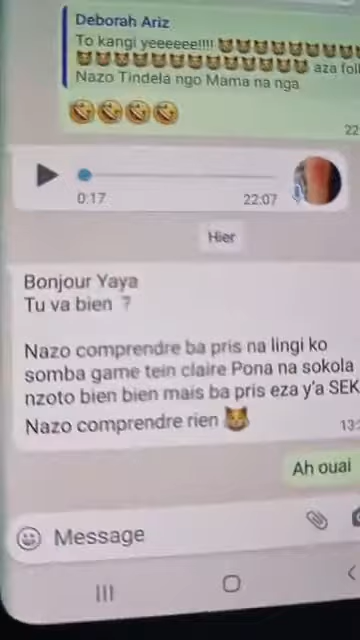 Deborah Ariz
To kangi yeeeeee!!!! 😹😹😹😹😹😹😹😹😹
😹😹😹😹😹😹😹😹😹😹😹😹😹😹 aza
Nazo Tindela ngo Mama na nga
🤣🤣🤣🤣
22
0:17 22:07
Hier
Bonjour Yaya
Tu va bien ?
Nazo comprendre ba pris na lingi ko
somba game tein claire Pona na sokola
nzoto bien bien mais ba pris eza y'a SEK
Nazo comprendre rien 😹
13:
Ah ouai
Message